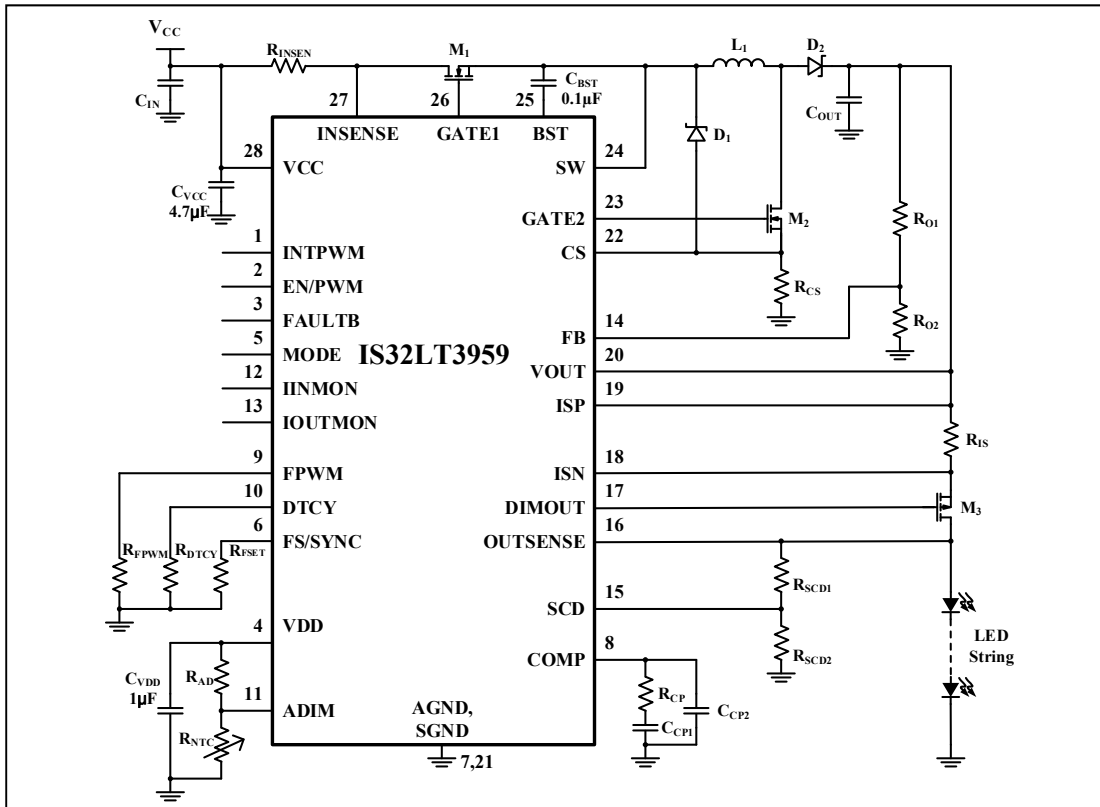 VCC
RINSEN
M1
L1
D2
CIN
CBST
0.1µF
COUT
27
26
25
INSENSE
GATE1
BST
D1
28
VCC
SW
24
CVCC
4.7µF
GATE2
23
M2
RO1
1
INTPWM
CS
22
2
EN/PWM
RCS
3
FAULTB
FB
14
RO2
5
MODE
IS32LT3959
VOUT
20
12
IINMON
ISP
19
13
IOUTMON
RIS
9
FPWM
ISN
18
10
DTCY
DIMOUT
17
M3
6
FS/SYNC
OUTSENSE
16
RFPWM
RDTCY
RFSET
RSCD1
SCD
15
4
VDD
RSCD2
LED
String
COMP
8
CVDD
1µF
RAD
RCP
CCP2
11
ADIM
AGND,
SGND
CCP1
RNTC
7,21